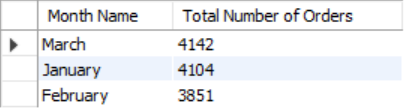 Month Name Total Number of Orders
March 4142
January 4104
February 3851